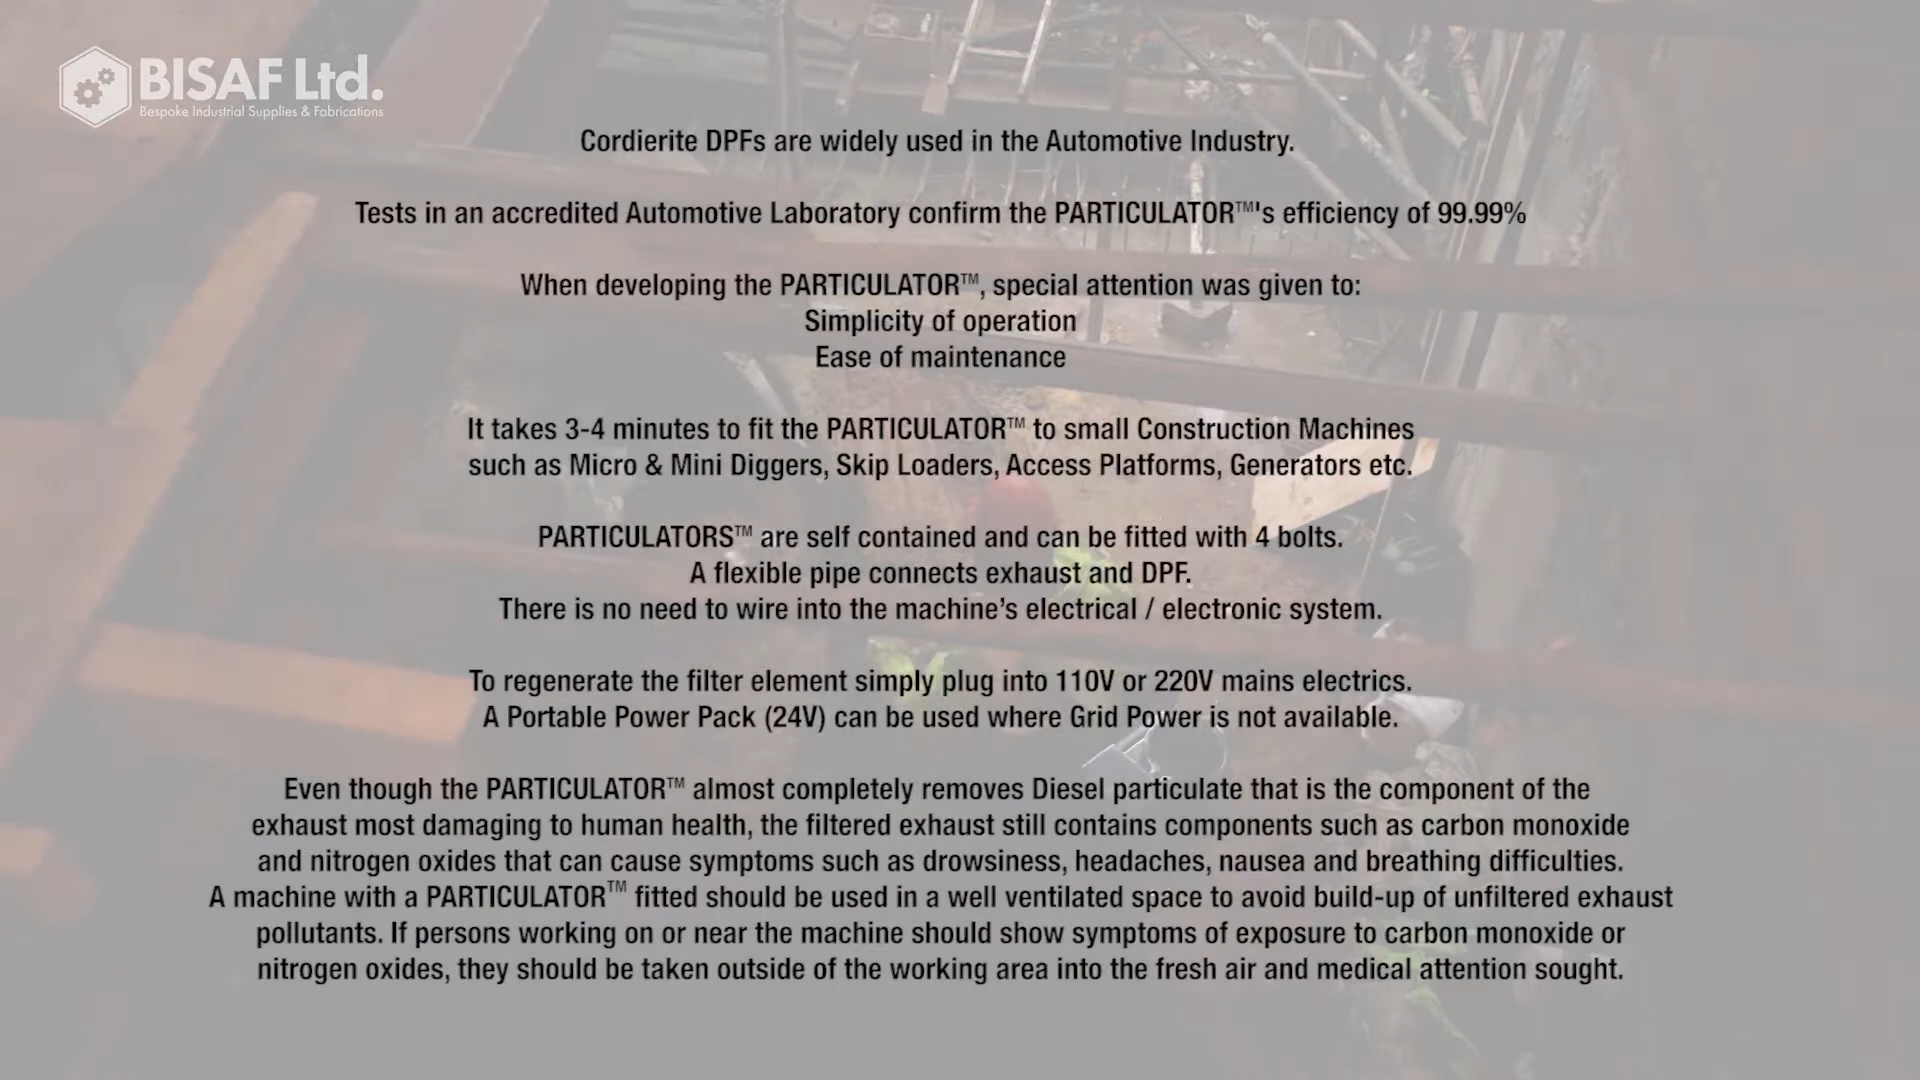 BISAF Ltd.
Bespoke Industrial Supplies & Fabrications
Cordierite DPFs are widely used in the Automotive Industry.
Tests in an accredited Automotive Laboratory confirm the PARTICULATOR™'s efficiency of 99.99%
When developing the PARTICULATOR™, special attention was given to:
Simplicity of operation
Ease of maintenance
It takes 3-4 minutes to fit the PARTICULATOR™ to small Construction Machines
such as Micro & Mini Diggers, Skip Loaders, Access Platforms, Generators etc.
PARTICULATORS™ are self contained and can be fitted with 4 bolts.
A flexible pipe connects exhaust and DPF.
There is no need to wire into the machine’s electrical / electronic system.
To regenerate the filter element simply plug into 110V or 220V mains electrics.
A Portable Power Pack (24V) can be used where Grid Power is not available.
Even though the PARTICULATOR™ almost completely removes Diesel particulate that is the component of the
exhaust most damaging to human health, the filtered exhaust still contains components such as carbon monoxide
and nitrogen oxides that can cause symptoms such as drowsiness, headaches, nausea and breathing difficulties.
A machine with a PARTICULATOR™ fitted should be used in a well ventilated space to avoid build-up of unfiltered exhaust
pollutants. If persons working on or near the machine should show symptoms of exposure to carbon monoxide or
nitrogen oxides, they should be taken outside of the working area into the fresh air and medical attention sought.